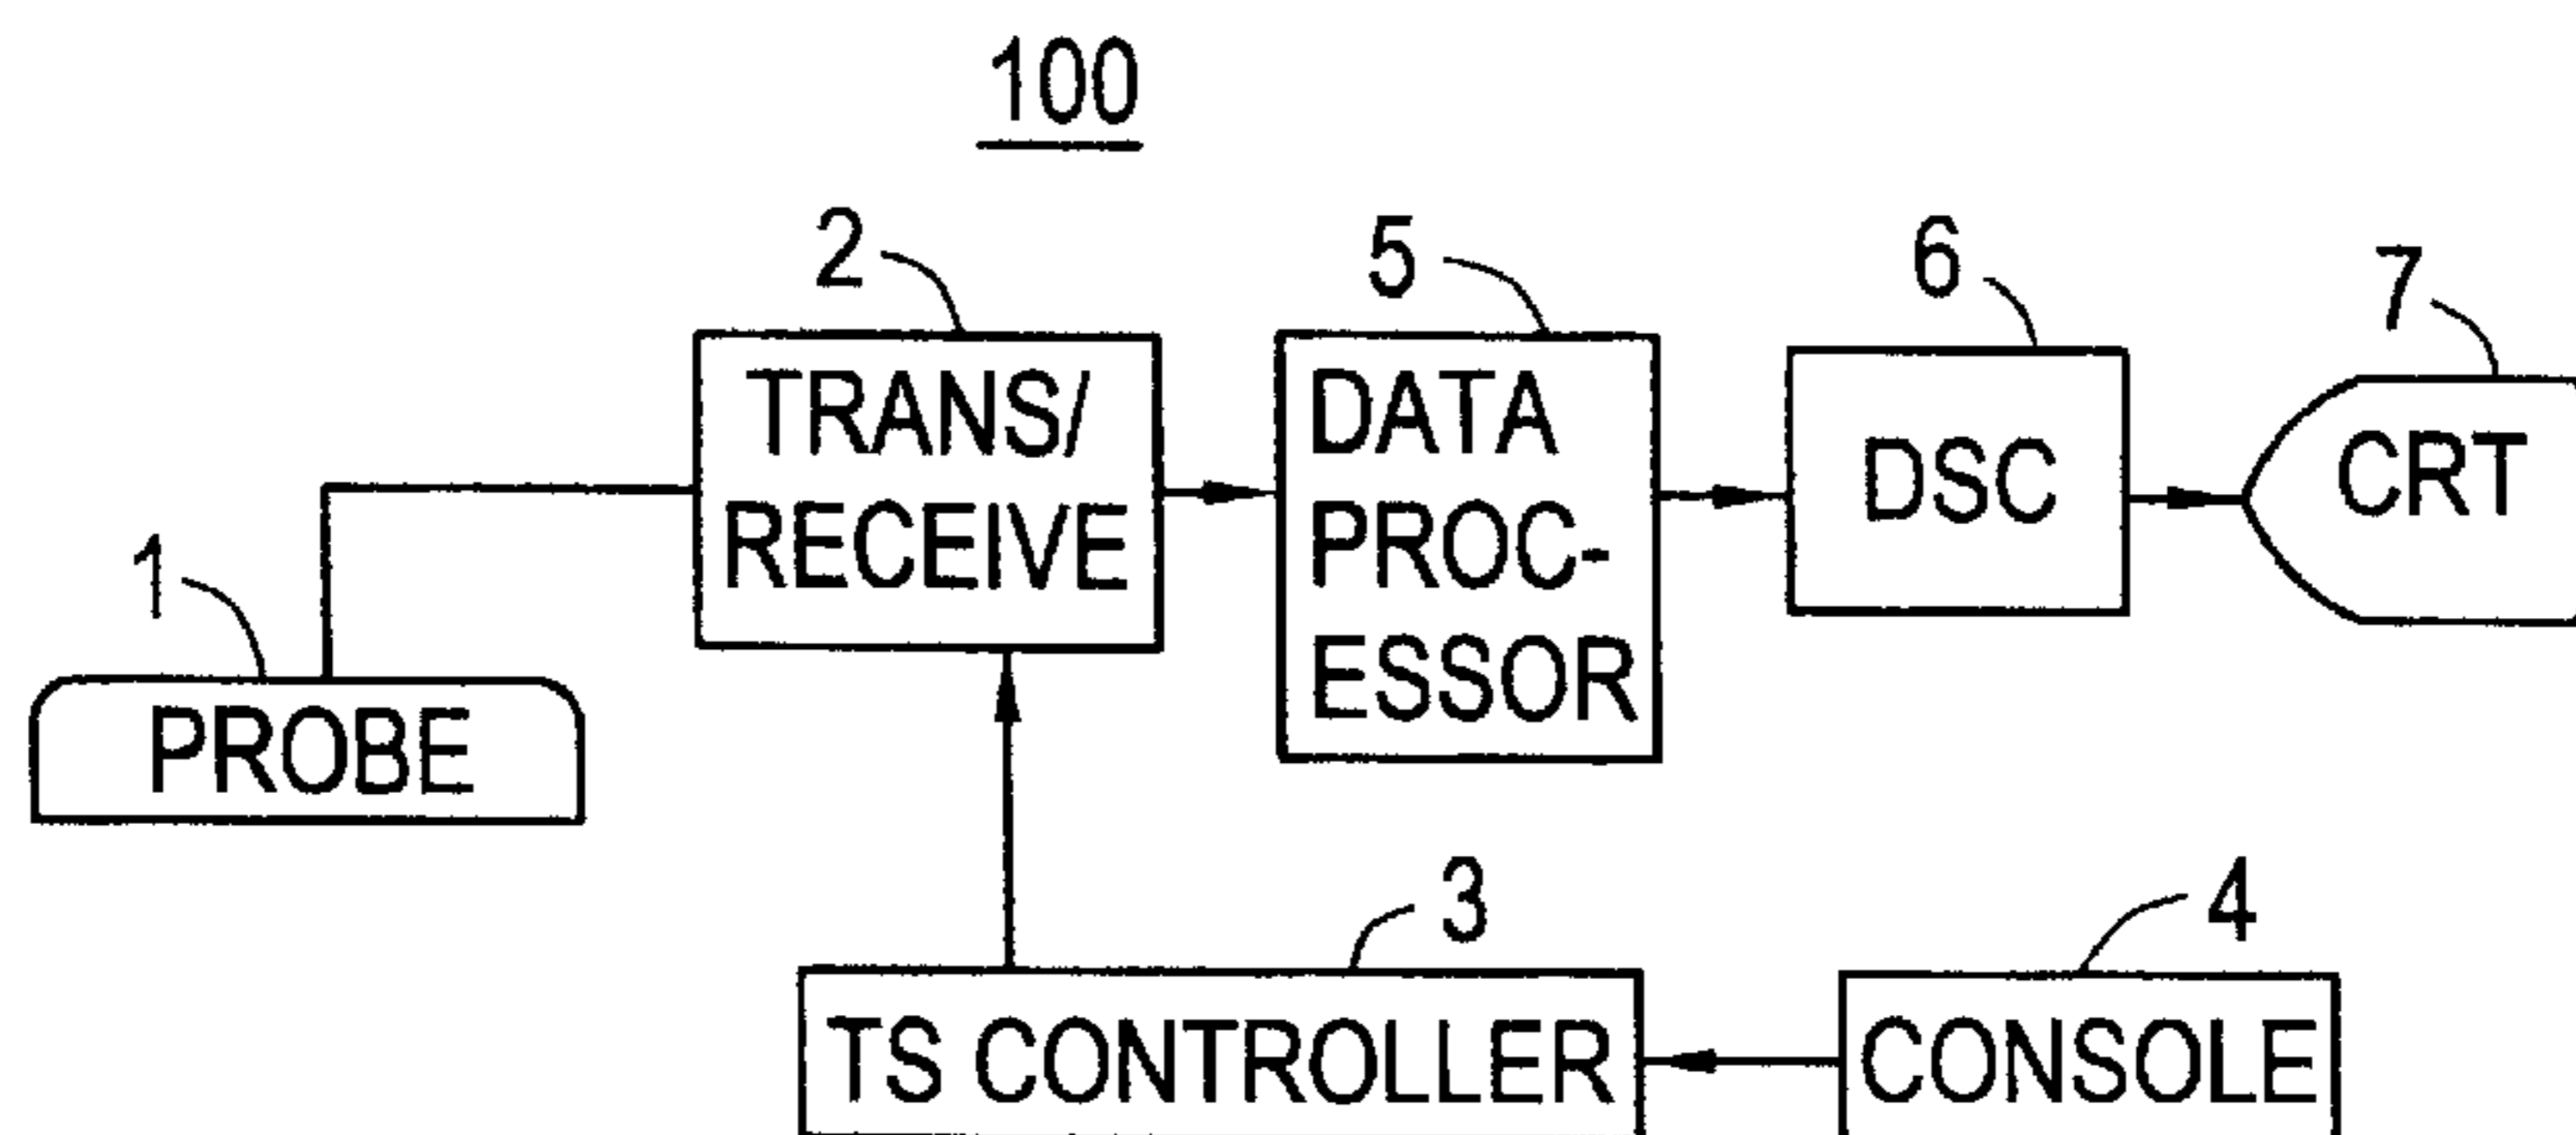 100
2
5
6
7
TRANS/
RECEIVE
DATA
PROC-
ESSOR
DSC
CRT
1
PROBE
3
4
TS CONTROLLER
CONSOLE